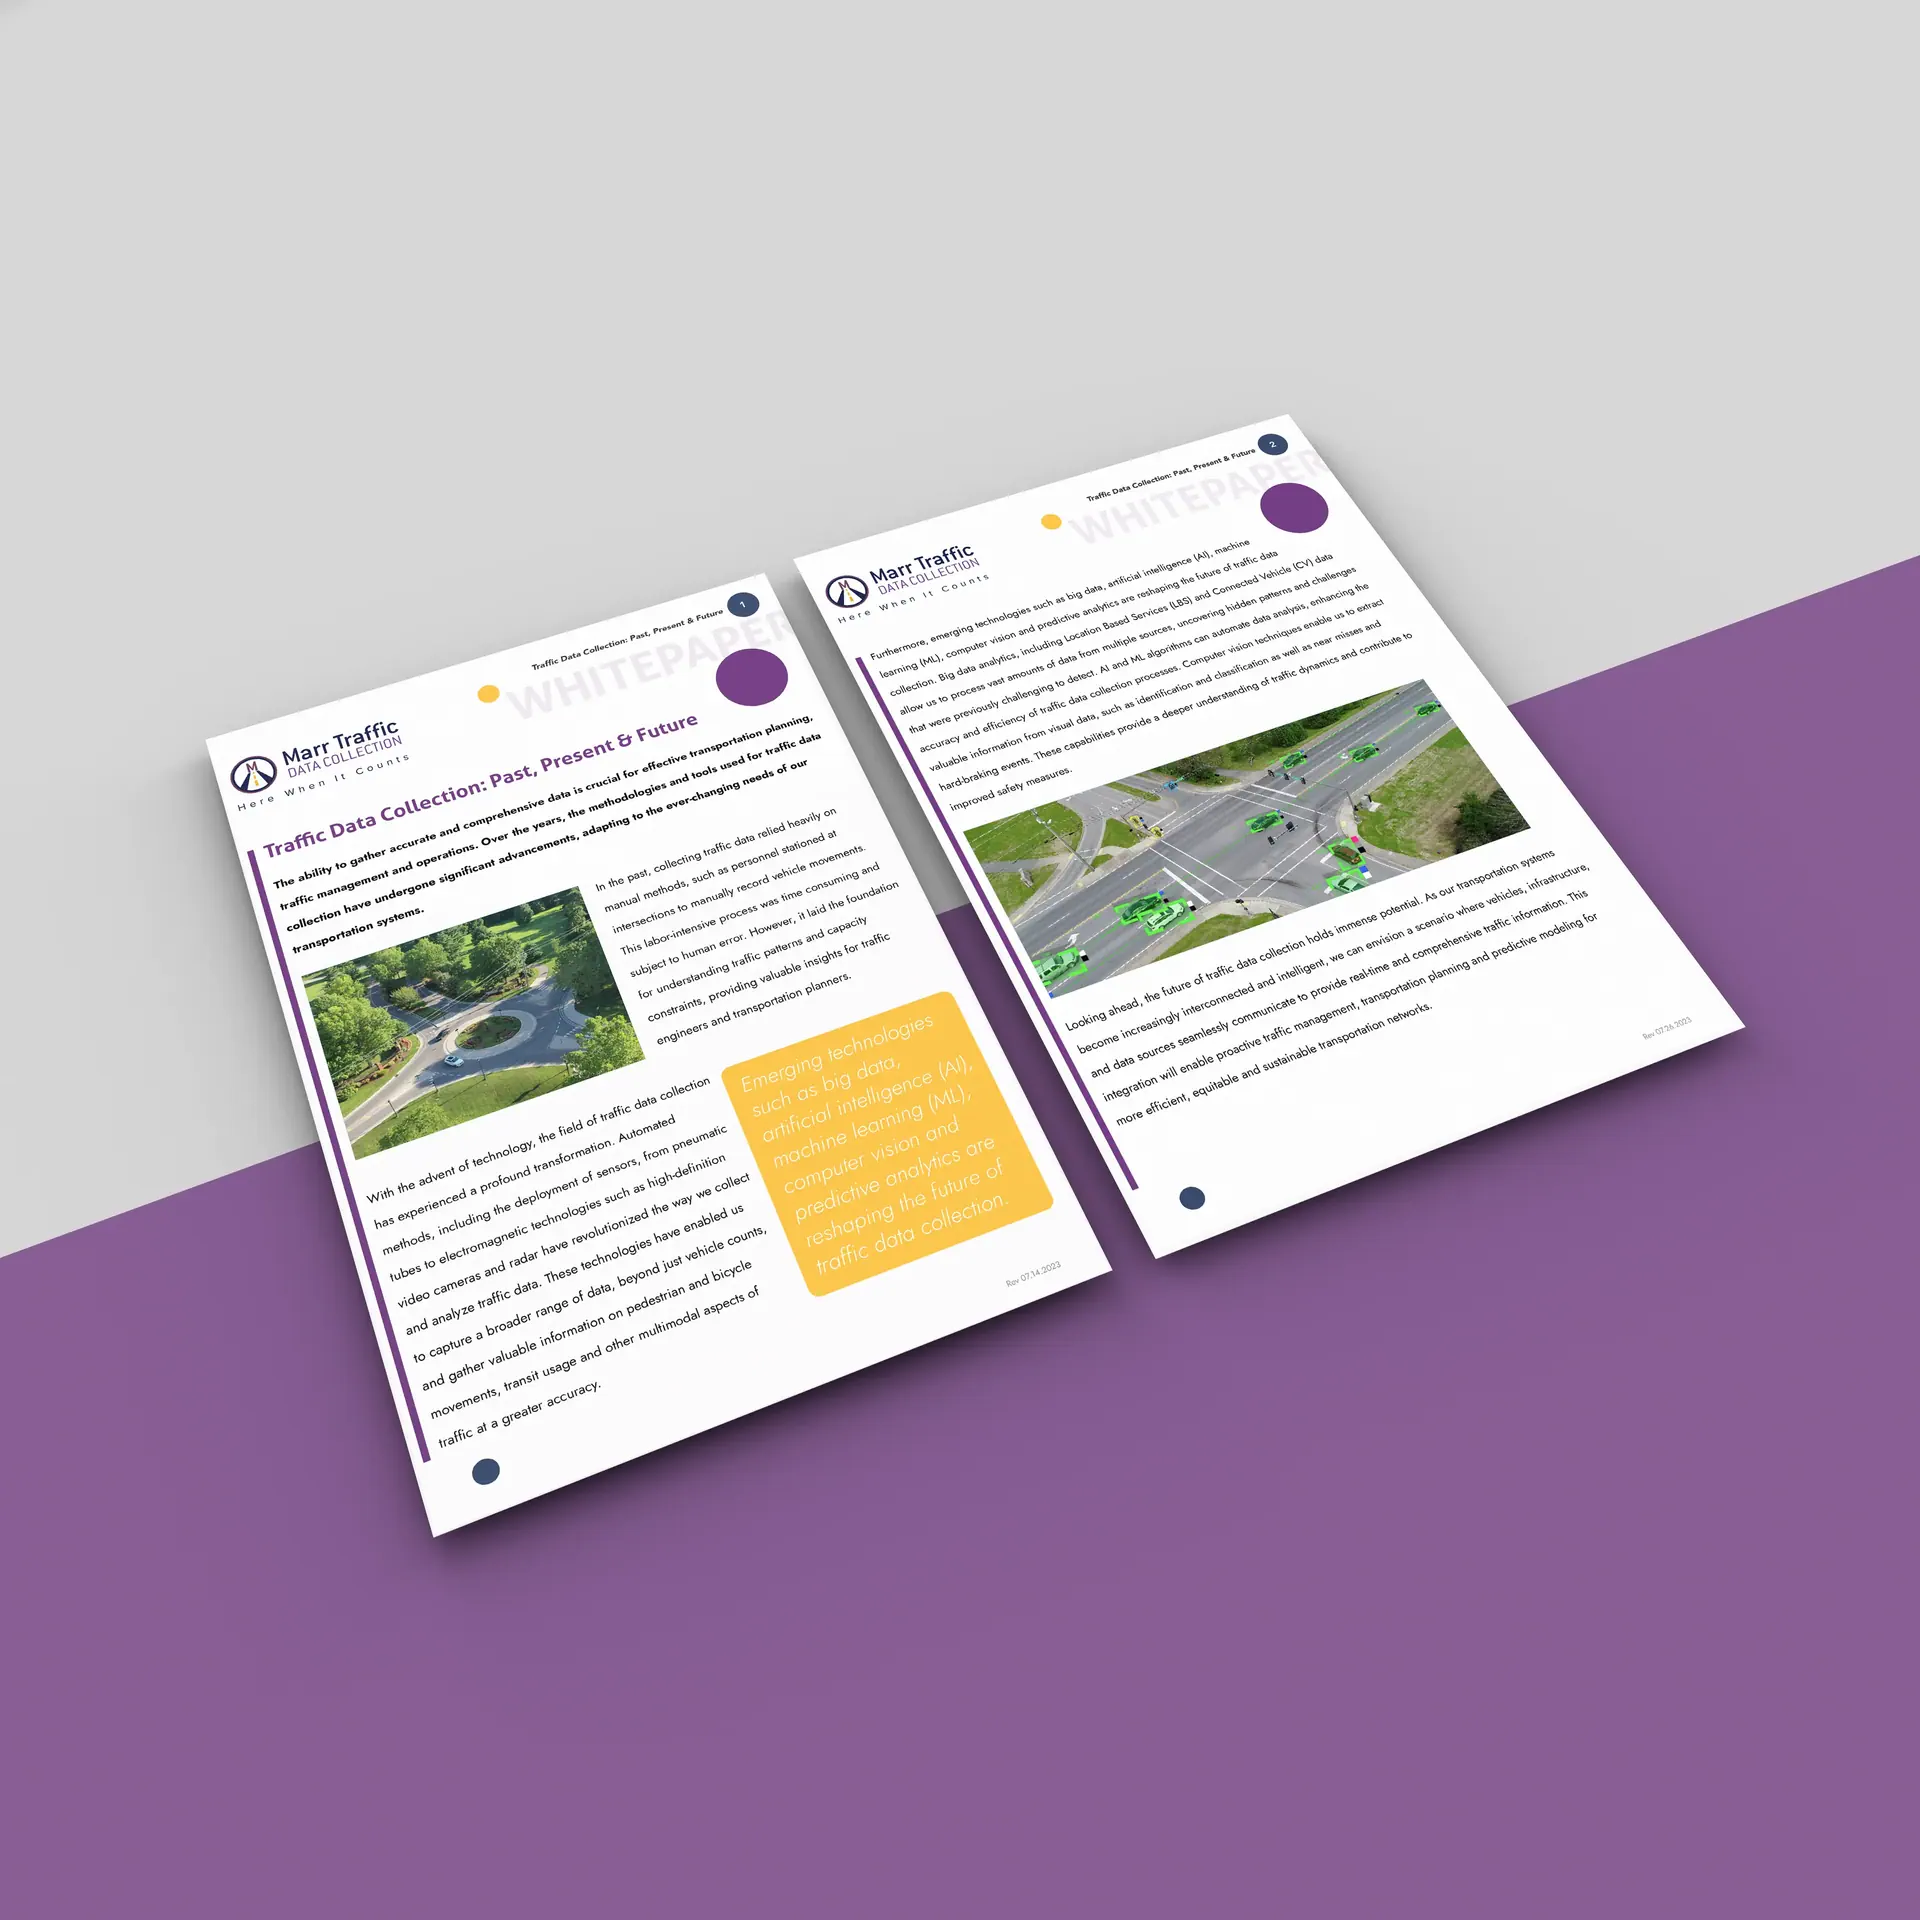 1
Traffic Data Collection: Past, Present & Future
WHITEPAPER
M
Marr Traffic
DATA COLLECTION
Here When It Counts
Traffic Data Collection: Past, Present & Future
The ability to gather accurate and comprehensive data is crucial for effective transportation planning,
traffic management and operations. Over the years, the methodologies and tools used for traffic data
collection have undergone significant advancements, adapting to the ever-changing needs of our
transportation systems.
In the past, collecting traffic data relied heavily on
manual methods, such as personnel stationed at
intersections to manually record vehicle movements.
This labor-intensive process was time consuming and
subject to human error. However, it laid the foundation
for understanding traffic patterns and capacity
constraints, providing valuable insights for traffic
engineers and transportation planners.
With the advent of technology, the field of traffic data collection
has experienced a profound transformation. Automated
methods, including the deployment of sensors, from pneumatic
tubes to electromagnetic technologies such as high-definition
video cameras and radar have revolutionized the way we collect
and analyze traffic data. These technologies have enabled us
to capture a broader range of data, beyond just vehicle counts,
and gather valuable information on pedestrian and bicycle
movements, transit usage and other multimodal aspects of
traffic at a greater accuracy.
Emerging technologies
such as big data,
artificial intelligence (AI),
machine learning (ML),
computer vision and
predictive analytics are
reshaping the future of
traffic data collection.
Rev 07.14.2023
2
Traffic Data Collection: Past, Present & Future
WHITEPAPER
M
Marr Traffic
DATA COLLECTION
Here When It Counts
Furthermore, emerging technologies such as big data, artificial intelligence (AI), machine
learning (ML), computer vision and predictive analytics are reshaping the future of traffic data
collection. Big data analytics, including Location Based Services (LBS) and Connected Vehicle (CV) data
allow us to process vast amounts of data from multiple sources, uncovering hidden patterns and challenges
that were previously challenging to detect. AI and ML algorithms can automate data analysis, enhancing the
accuracy and efficiency of traffic data collection processes. Computer vision techniques enable us to extract
valuable information from visual data, such as identification and classification as well as near misses and
hard-braking events. These capabilities provide a deeper understanding of traffic dynamics and contribute to
improved safety measures.
Looking ahead, the future of traffic data collection holds immense potential. As our transportation systems
become increasingly interconnected and intelligent, we can envision a scenario where vehicles, infrastructure,
and data sources seamlessly communicate to provide real-time and comprehensive traffic information. This
integration will enable proactive traffic management, transportation planning and predictive modeling for
more efficient, equitable and sustainable transportation networks.
Rev 07.26.2023